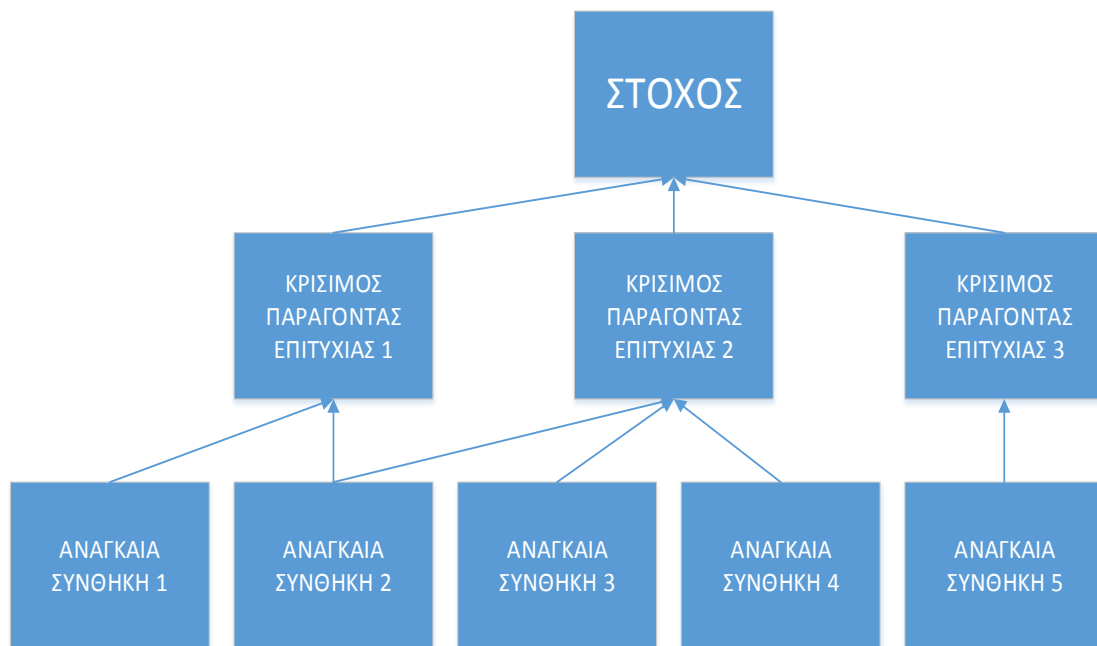 ΣΤΟΧΟΣ
ΚΡΙΣΙΜΟΣ
ΠΑΡΑΓΟΝΤΑΣ
ΕΠΙΤΥΧΙΑΣ 1
ΚΡΙΣΙΜΟΣ
ΠΑΡΑΓΟΝΤΑΣ
ΕΠΙΤΥΧΙΑΣ 2
ΚΡΙΣΙΜΟΣ
ΠΑΡΑΓΟΝΤΑΣ
ΕΠΙΤΥΧΙΑΣ 3
ΑΝΑΓΚΑΙΑ
ΣΥΝΘΗΚΗ 1
ΑΝΑΓΚΑΙΑ
ΣΥΝΘΗΚΗ 2
ΑΝΑΓΚΑΙΑ
ΣΥΝΘΗΚΗ 3
ΑΝΑΓΚΑΙΑ
ΣΥΝΘΗΚΗ 4
ΑΝΑΓΚΑΙΑ
ΣΥΝΘΗΚΗ 5